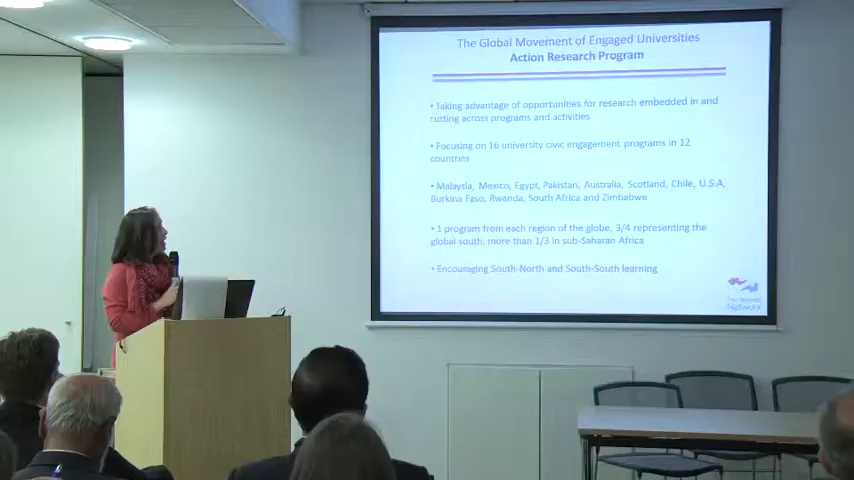 The Global Movement of Engaged Universities
Action Research Program
• Taking advantage of opportunities for research embedded in and
cutting across programs and activities
• Focusing on 16 university civic engagement programs in 12
countries
• Malaysia, Mexico, Egypt, Pakistan, Australia, Scotland, Chile, U.S.A,
Burkina Faso, Rwanda, South Africa and Zimbabwe
• 1 program from each region of the globe, 3/4 representing the
global south, more than 1/3 in sub-Saharan Africa
• Encouraging South-North and South-South learning
Network